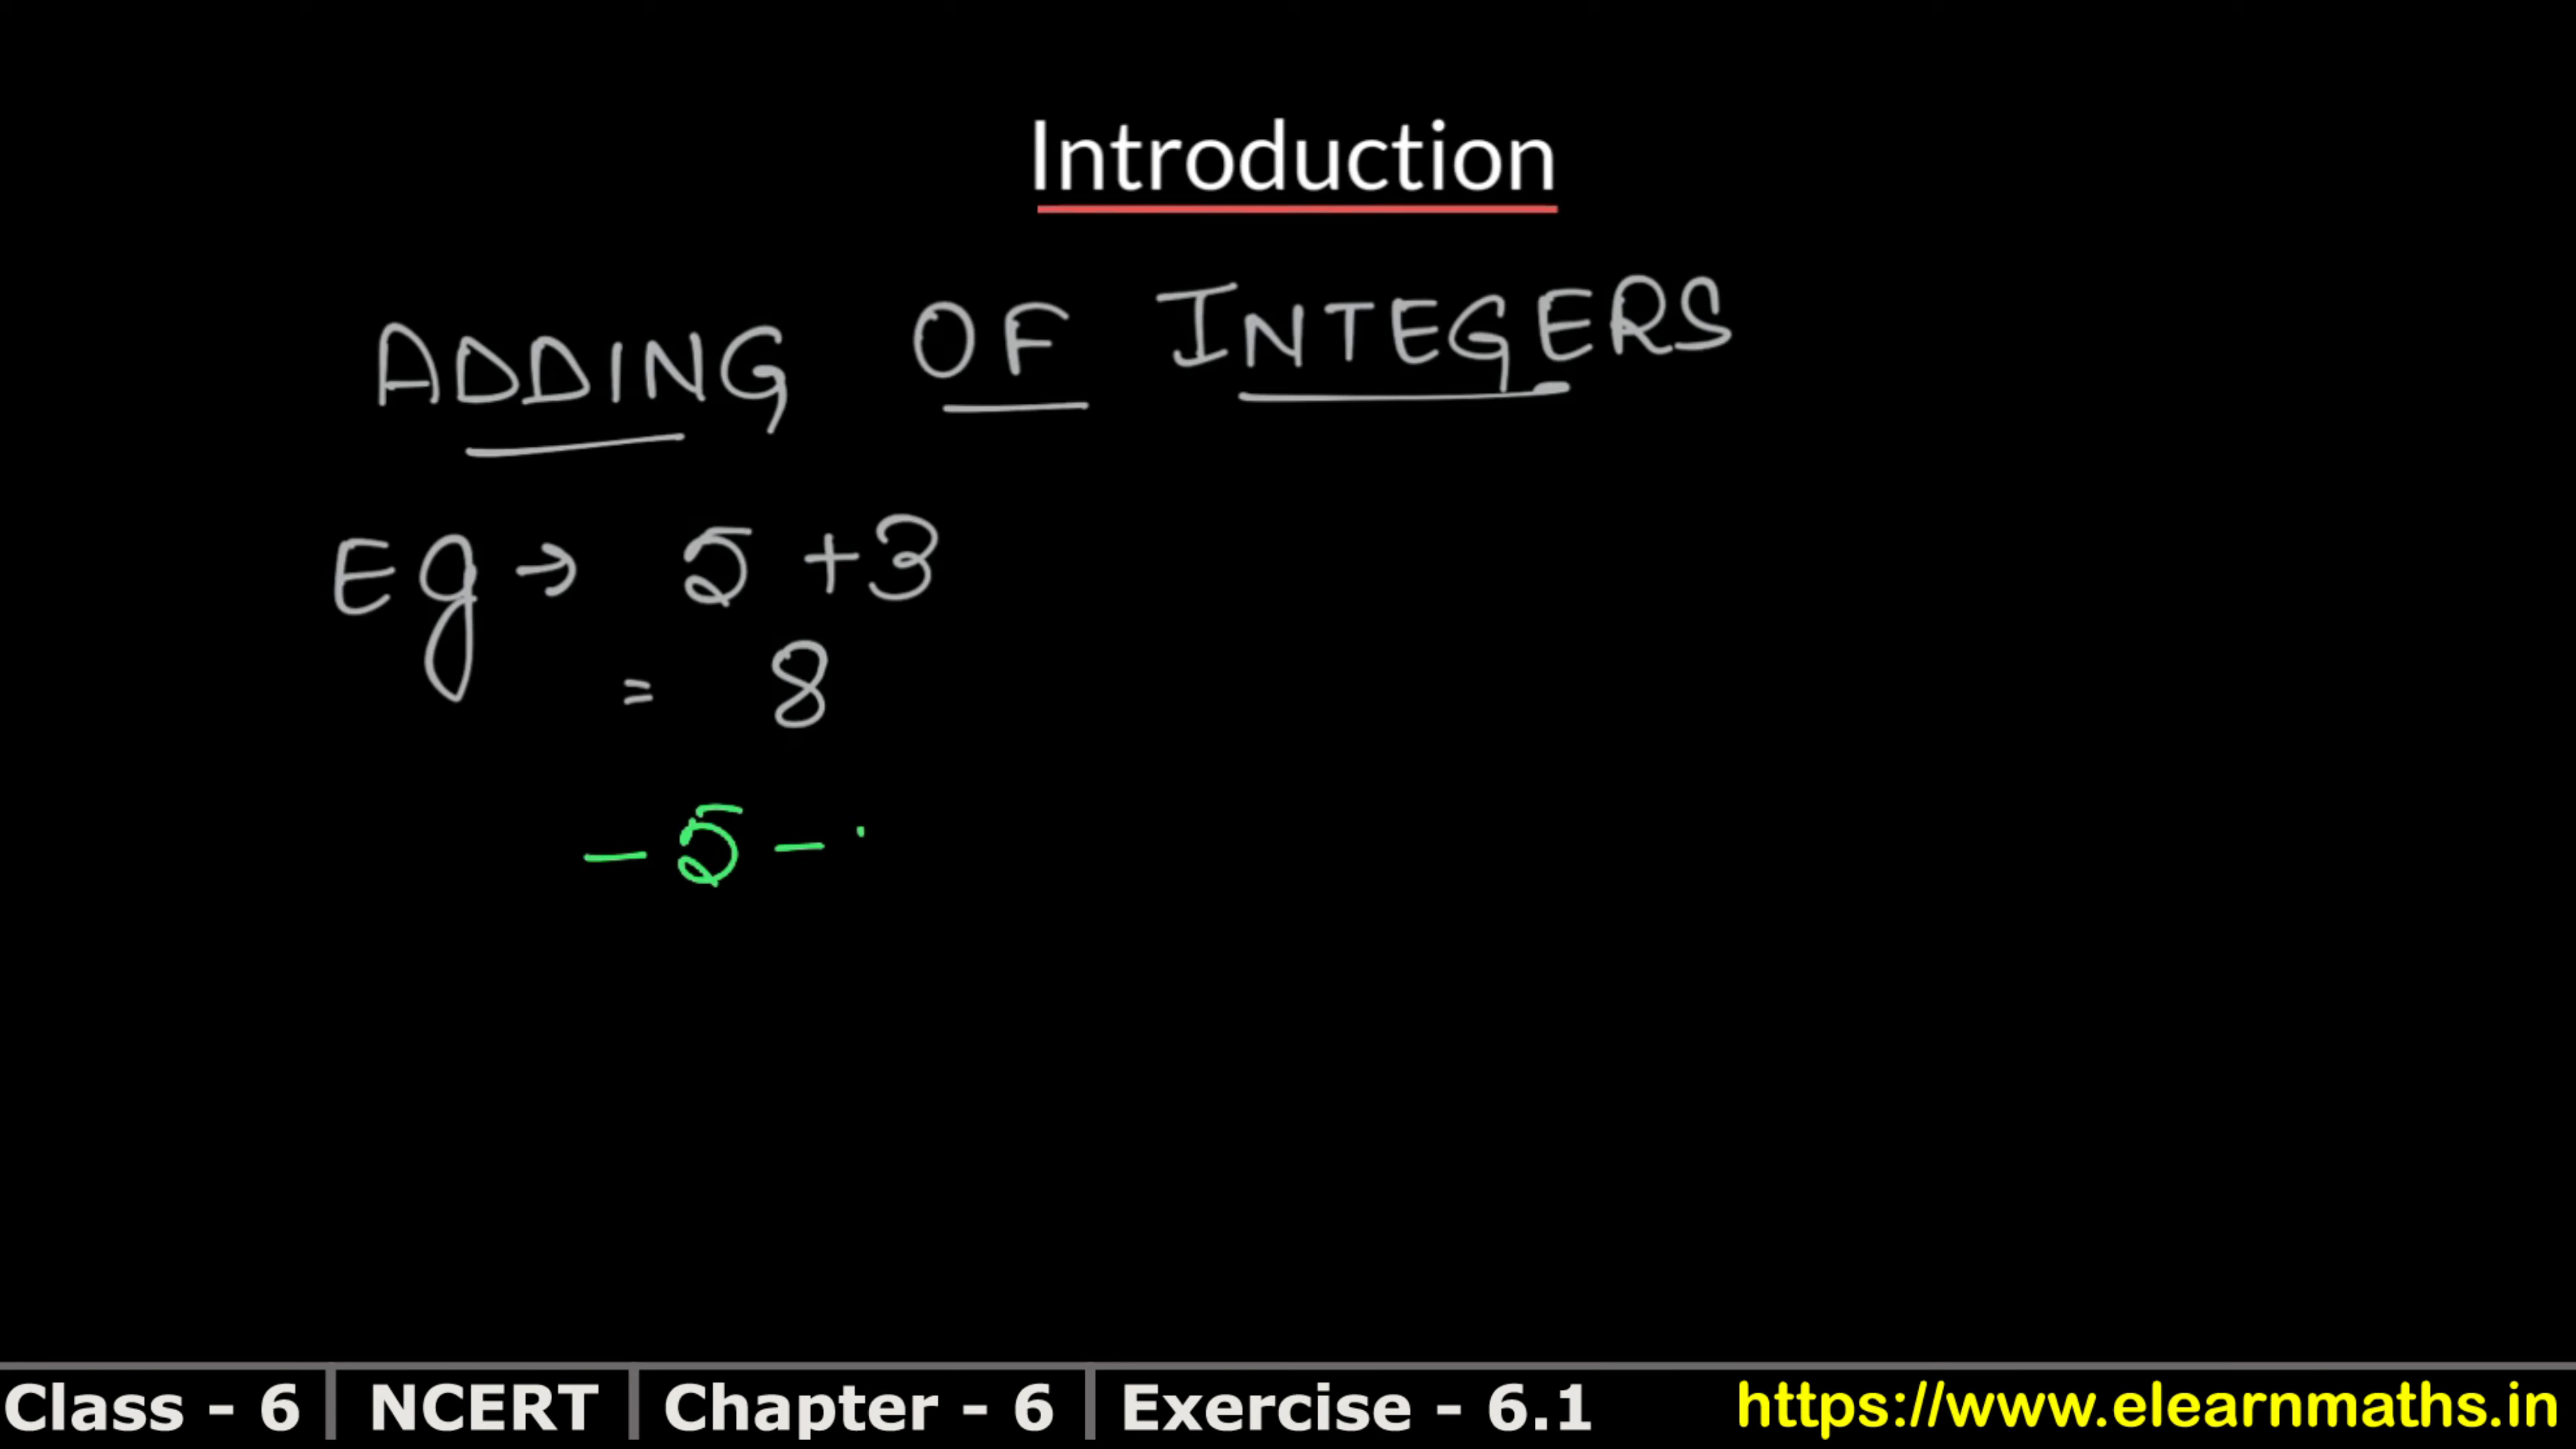 Introduction
ADDING OF INTEGERS
Eg → 5 + 3
= 8
- 5 -
Class - 6 | NCERT | Chapter - 6 | Exercise - 6.1 https://www.elearnmaths.in